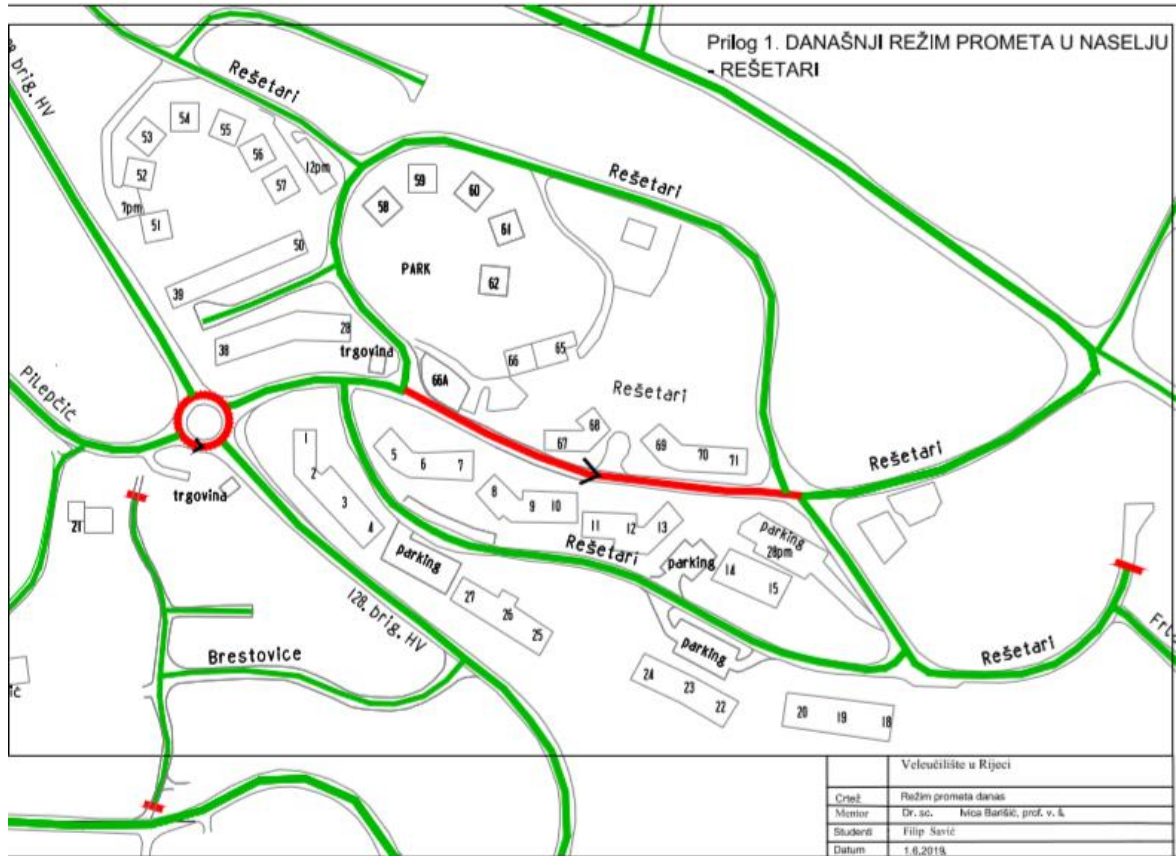 Prilog 1. DANAŠNJI REŽIM PROMETA U NASELJU
- REŠETARI
brig. HV
Rešetari
54
53
55
56
52
57
12pm
7pm
51
50
39
38
28
trgovina
59
58
60
61
PARK
62
Rešetari
66
65
66A
Rešetari
Pilepčić
1
2
3
4
5
6
7
67
68
69
70
71
8
9
10
11
12
13
Rešetari
trgovina
21
parking
Rešetari
parking
parking
28pm
14
15
27
26
25
128. brig. HV
parking
Brestovice
24
23
22
20
19
18
Rešetari
Veleučilište u Rijeci
Crtež Režim prometa danas
Mentor Dr. sc. Ivica Barišić, prof. v. š.
Studenti Filip Savić
Datum 1.6.2019.